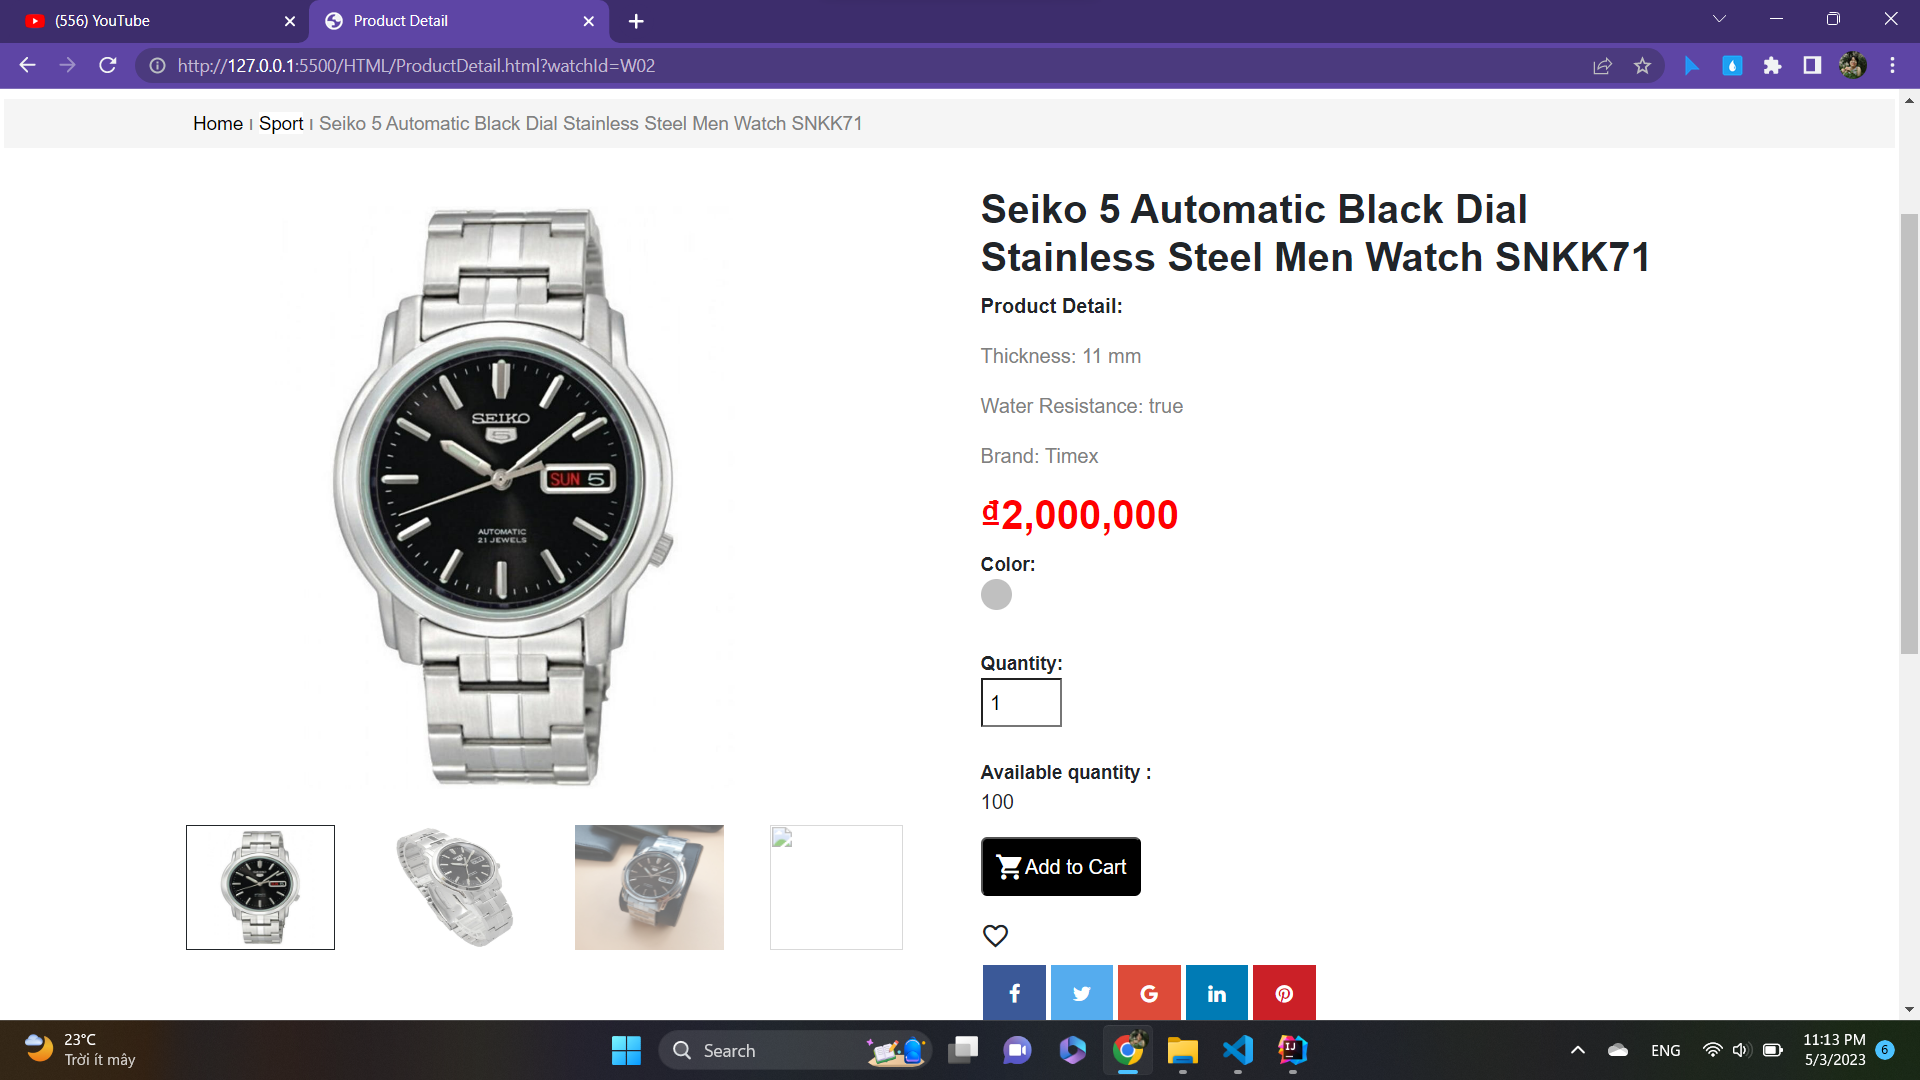 (556) YouTube
Product Detail
http://127.0.0.1:5500/HTML/ProductDetail.html?watchId=W02
Home ı Sport ı Seiko 5 Automatic Black Dial Stainless Steel Men Watch SNKK71
SEIKO
5
SUN 5
AUTOMATIC
21 JEWELS
Seiko 5 Automatic Black Dial
Stainless Steel Men Watch SNKK71
Product Detail:
Thickness: 11 mm
Water Resistance: true
Brand: Timex
₫2,000,000
Color:
Quantity:
1
Available quantity :
100
Add to Cart
23°C
Trời ít mây
Search
ENG
11:13 PM
5/3/2023
6